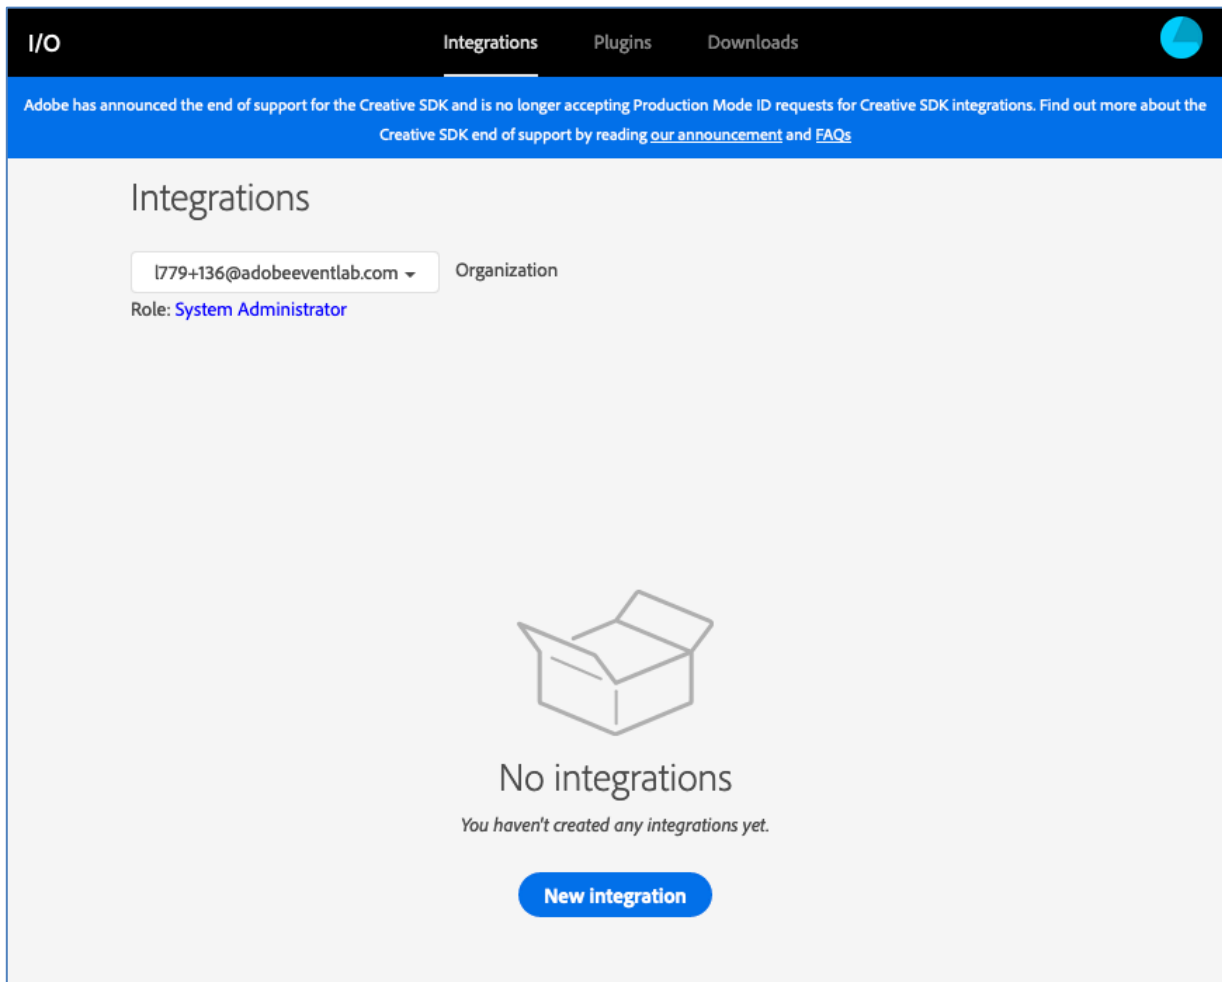 I/O Integrations Plugins Downloads
Adobe has announced the end of support for the Creative SDK and is no longer accepting Production Mode ID requests for Creative SDK integrations. Find out more about the
Creative SDK end of support by reading our announcement and FAQs
Integrations
l779+136@adobeeventlab.com Organization
Role: System Administrator
No integrations
You haven't created any integrations yet.
New integration